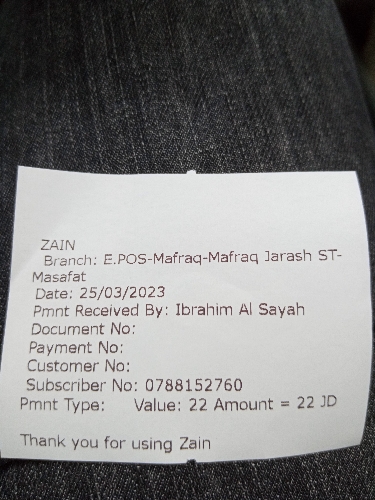 ZAIN
Branch: E.POS-Mafraq-Mafraq Jarash ST-
Masafat
Date: 25/03/2023
Pmnt Received By: Ibrahim Al Sayah
Document No:
Payment No:
Customer No:
Subscriber No: 0788152760
Pmnt Type: Value: 22 Amount = 22 JD
Thank you for using Zain